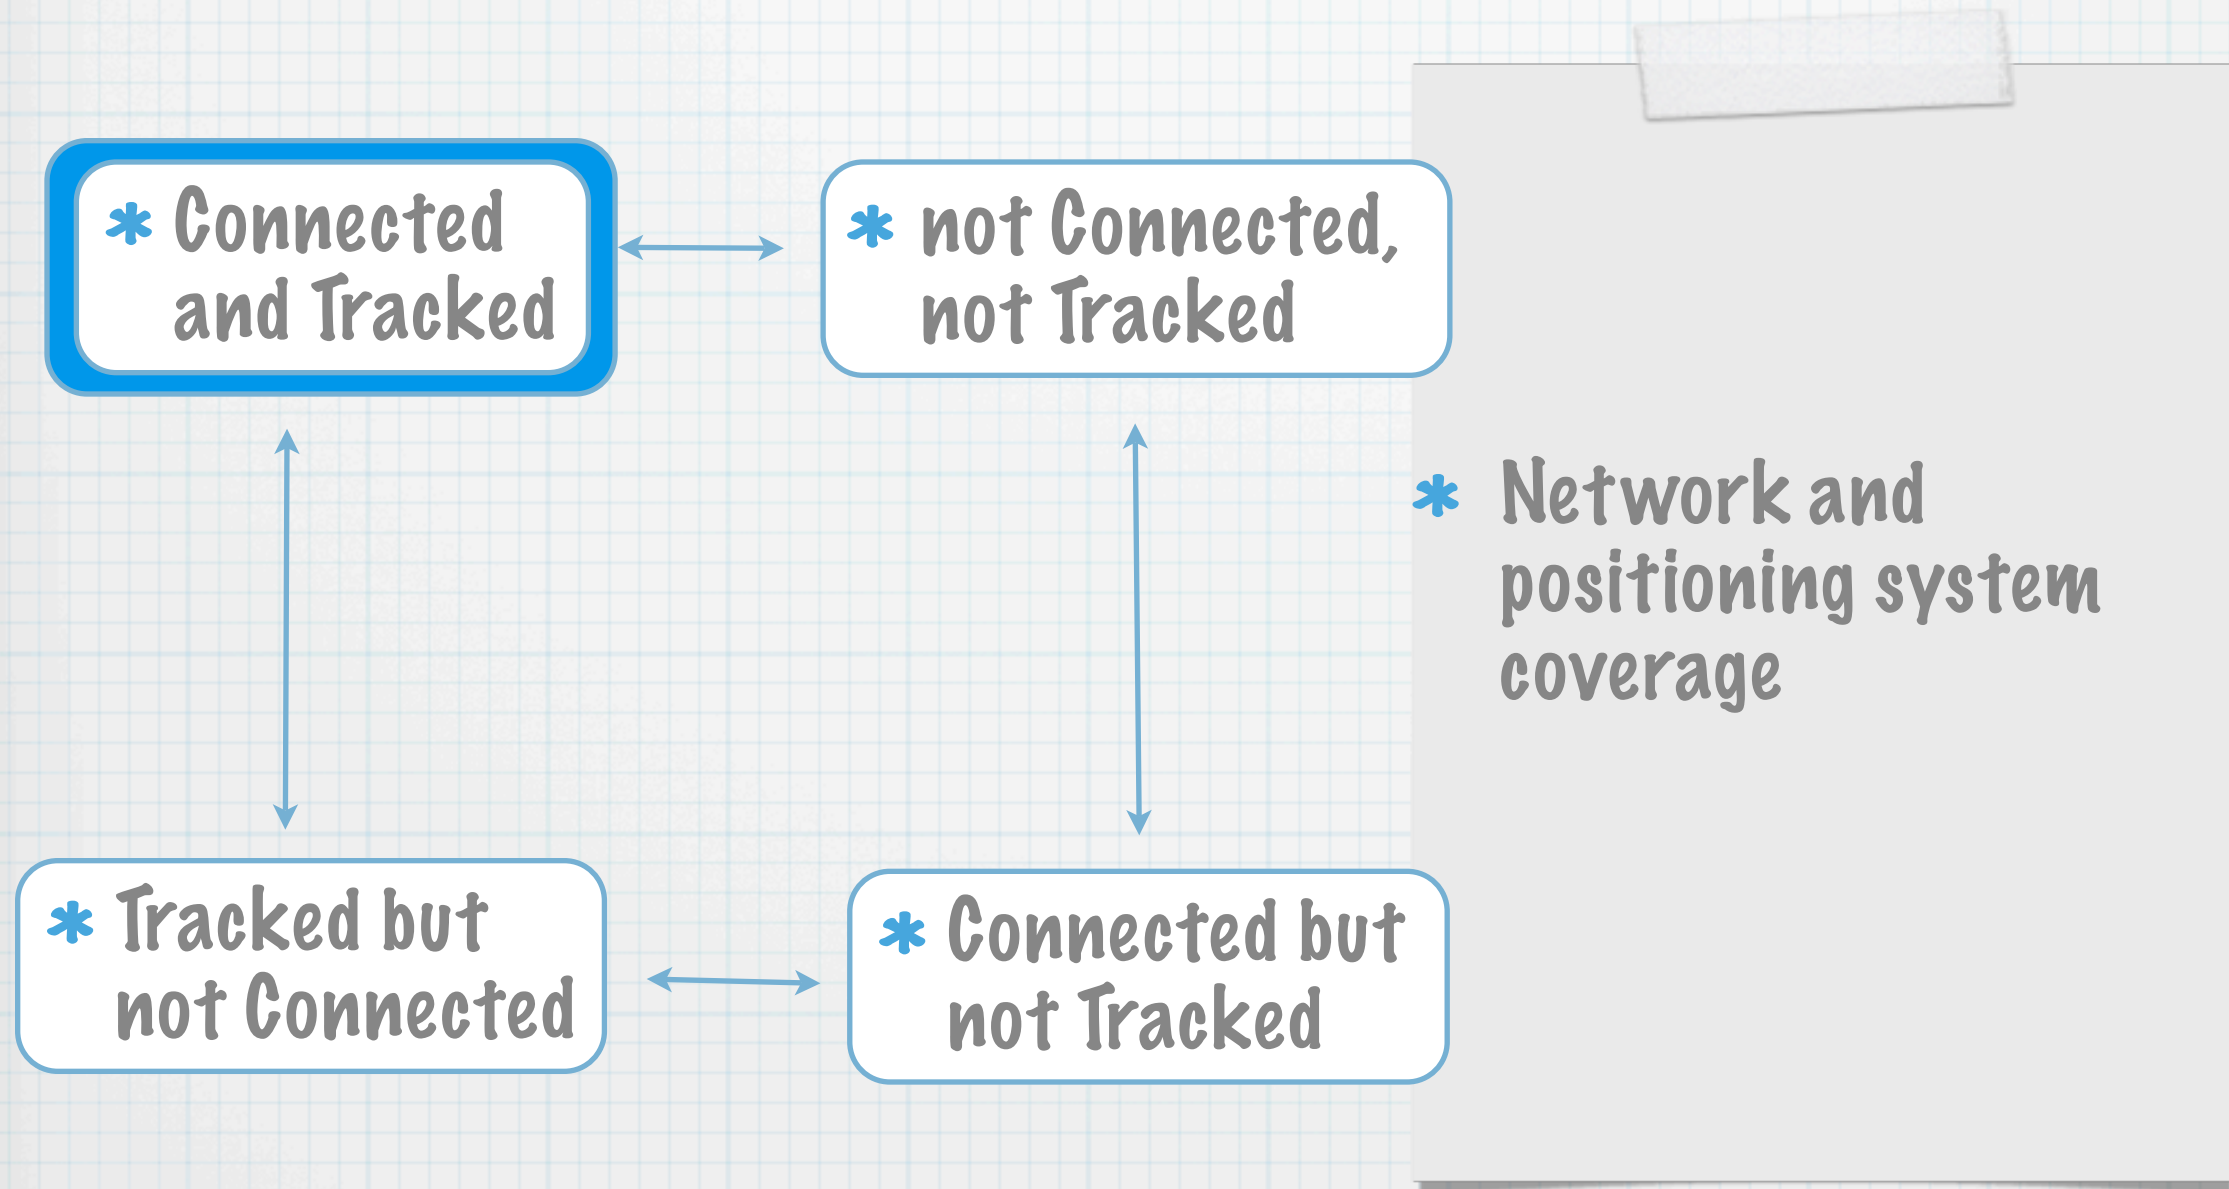 * Connected
and Tracked
* not Connected,
not Tracked
* Network and
positioning system
coverage
* Tracked but
not Connected
* Connected but
not Tracked